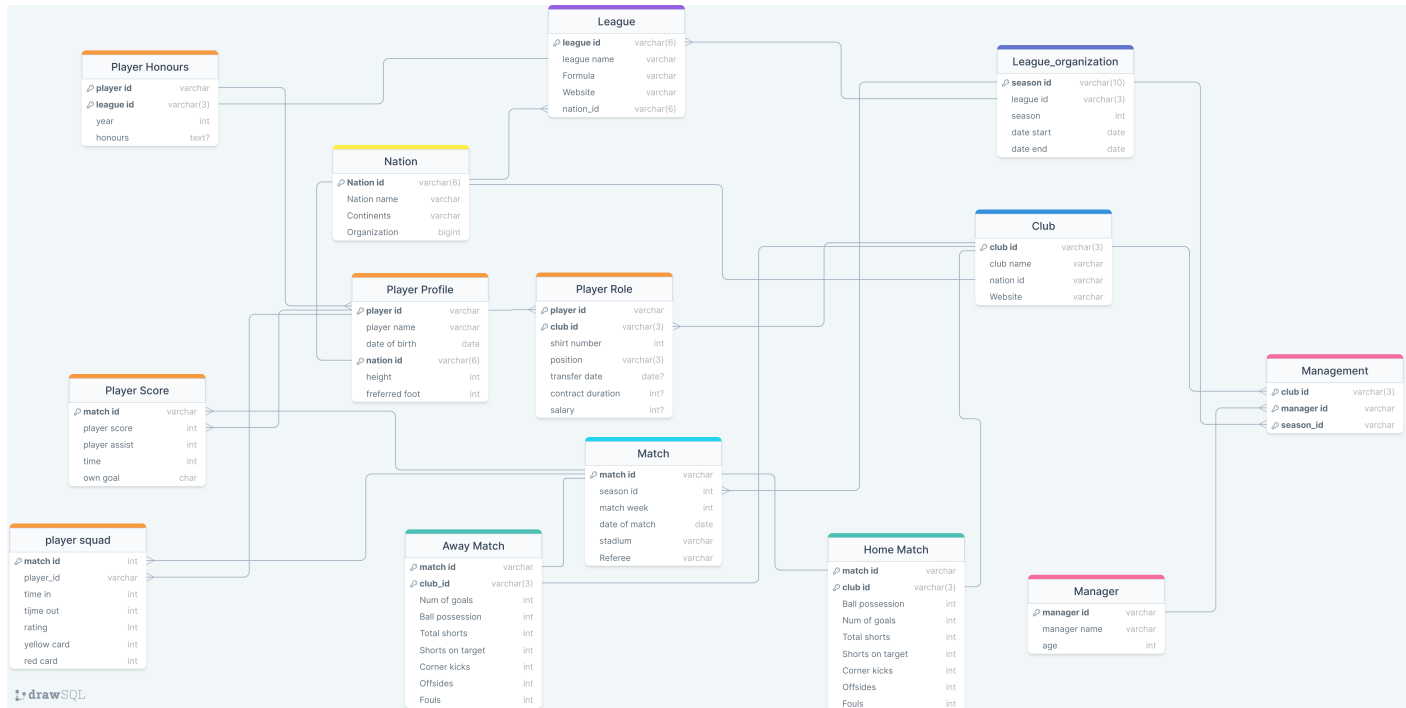 League
league id varchar(6)
league name varchar
Formula varchar
Website varchar
nation_id varchar(6)
Player Honours
player id varchar
league id varchar(3)
year int
honours text?
League_organization
season id varchar(10)
league id varchar(3)
season int
date start date
date end date
Nation
Nation id varchar(6)
Nation name varchar
Continents varchar
Organization bigint
Club
club id varchar(3)
club name varchar
nation id varchar
Website varchar
Player Profile
player id varchar
player name varchar
date of birth date
nation id varchar(6)
height int
freferred foot int
Player Role
player id varchar
club id varchar(3)
shirt number int
position varchar(3)
transfer date date?
contract duration int?
salary int?
Management
club id varchar(3)
manager id varchar
season_id varchar
Player Score
match id varchar
player score int
player assist int
time int
own goal char
Match
match id varchar
season id int
match week int
date of match date
stadium varchar
Referee varchar
player squad
match id int
player_id varchar
time in int
tijme out int
rating int
yellow card int
red card int
Away Match
match id varchar
club_id varchar(3)
Num of goals int
Ball possession int
Total shorts int
Shorts on target int
Corner kicks int
Offsides int
Fouls int
Home Match
match id varchar
club id varchar(3)
Ball possession int
Num of goals int
Total shorts int
Shorts on target int
Corner kicks int
Offsides int
Fouls int
Manager
manager id varchar
manager name varchar
age int
drawSQL